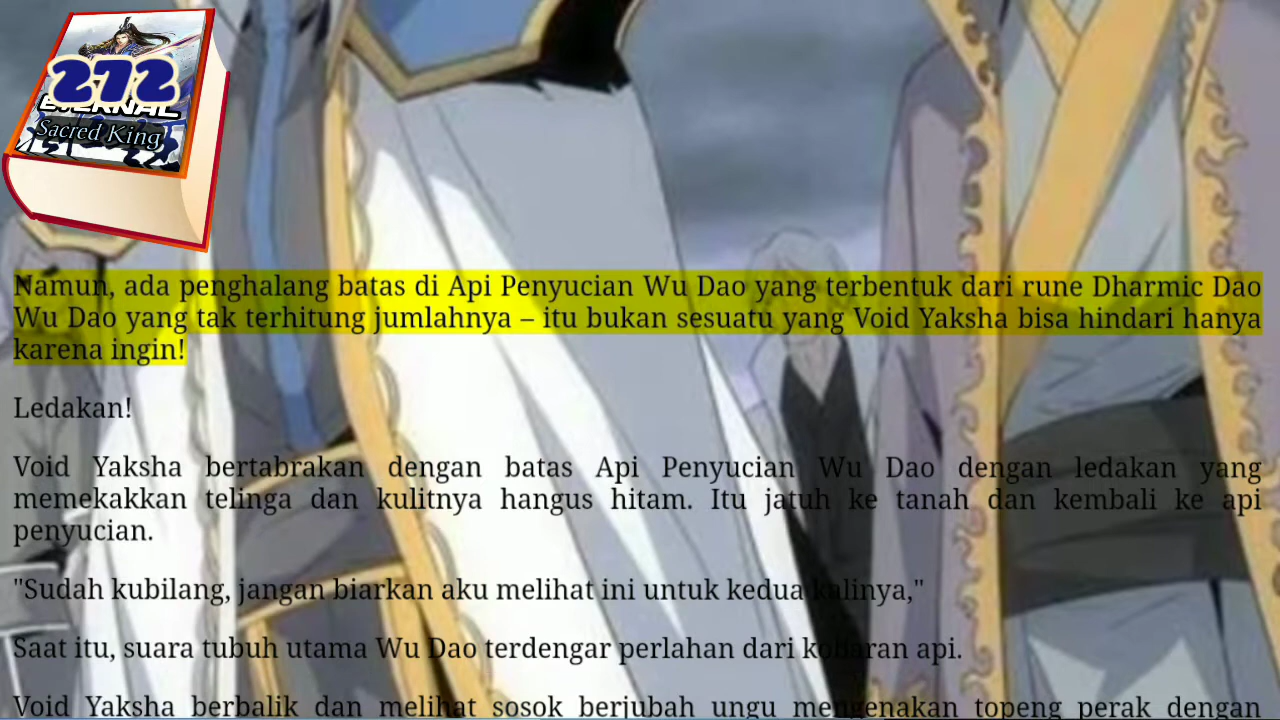 272
ETERNAL
Sacred King
Namun, ada penghalang batas di Api Penyucian Wu Dao yang terbentuk dari rune Dharmic Dao
Wu Dao yang tak terhitung jumlahnya – itu bukan sesuatu yang Void Yaksha bisa hindari hanya
karena ingin!
Ledakan!
Void Yaksha bertabrakan dengan batas Api Penyucian Wu Dao dengan ledakan yang
memekakkan telinga dan kulitnya hangus hitam. Itu jatuh ke tanah dan kembali ke api
penyucian.
"Sudah kubilang, jangan biarkan aku melihat ini untuk kedua kalinya,"
Saat itu, suara tubuh utama Wu Dao terdengar perlahan dari kobaran api.
Void Yaksha berbalik dan melihat sosok berjubah ungu mengenakan topeng perak dengan